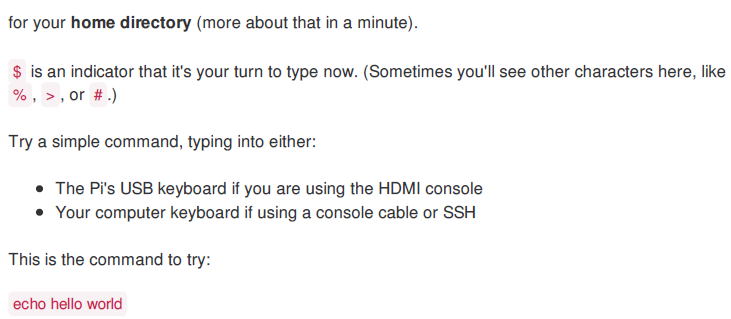 for your home directory (more about that in a minute).
$ is an indicator that it's your turn to type now. (Sometimes you'll see other characters here, like
% , > , or # .)
Try a simple command, typing into either:
• The Pi's USB keyboard if you are using the HDMI console
• Your computer keyboard if using a console cable or SSH
This is the command to try:
echo hello world